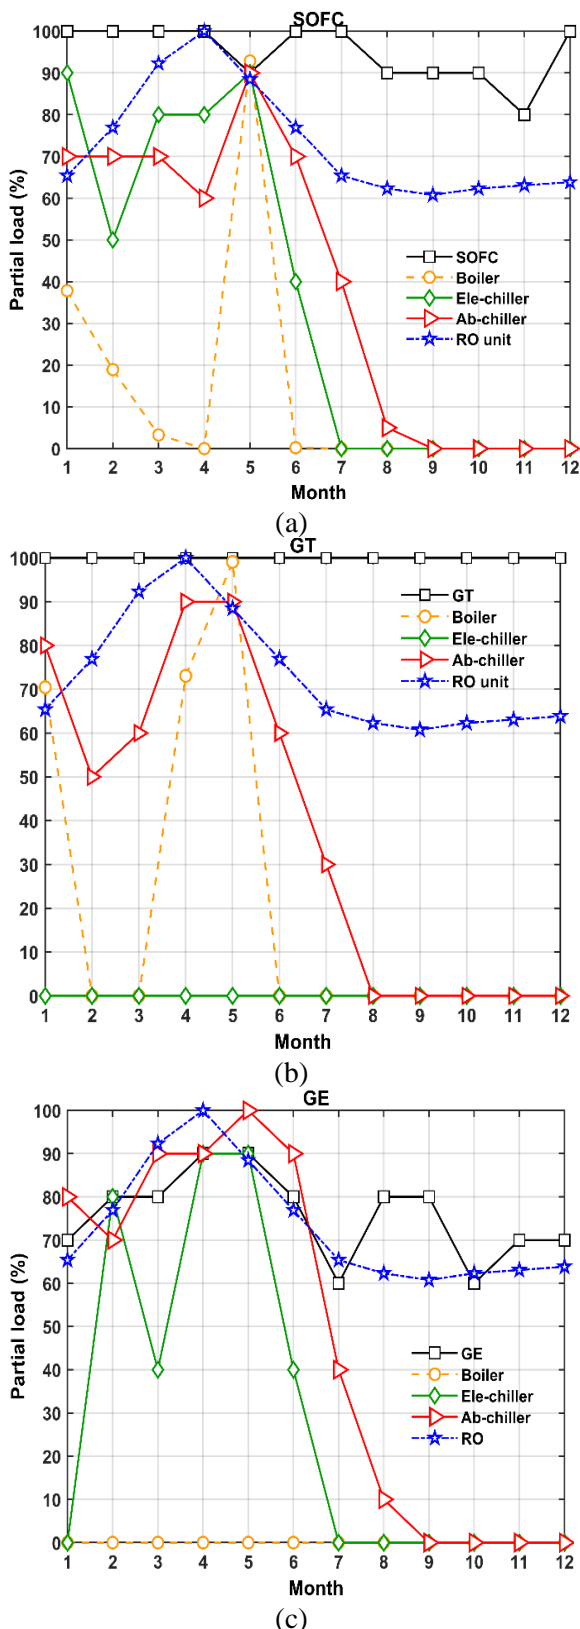 SOFC
100
90
80
70
60
50
40
30
20
10
0
Partial load (%)
SOFC
Boiler
Ele-chiller
Ab-chiller
RO unit
1 2 3 4 5 6 7 8 9 10 11 12
Month
(a)
GT
100
90
80
70
60
50
40
30
20
10
0
GT
Boiler
Ele-chiller
Ab-chiller
RO unit
1 2 3 4 5 6 7 8 9 10 11 12
Month
(b)
GE
100
90
80
70
60
50
40
30
20
10
0
Partial load (%)
GE
Boiler
Ele-chiller
Ab-chiller
RO
1 2 3 4 5 6 7 8 9 10 11 12
Month
(c)